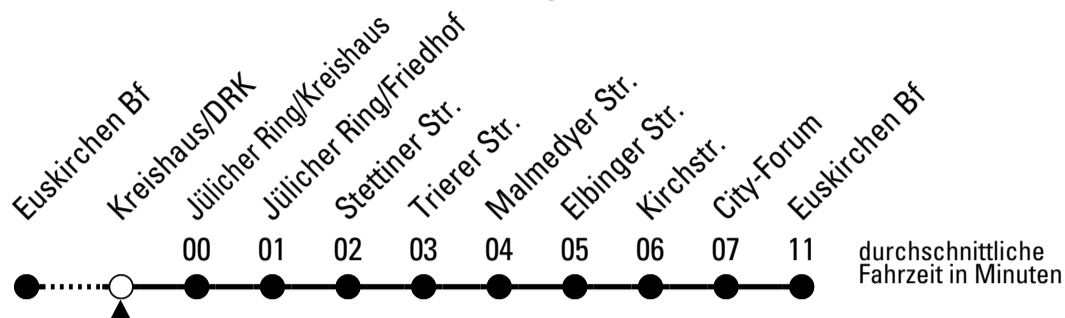 Euskirchen Bf
Kreishaus/DRK
Jülicher Ring/Kreishaus
Jülicher Ring/Friedhof
Stettiner Str.
Trierer Str.
Malmedyer Str.
Elbinger Str.
Kirchstr.
City-Forum
Euskirchen Bf
00 01 02 03 04 05 06 07 11
durchschnittliche
Fahrzeit in Minuten